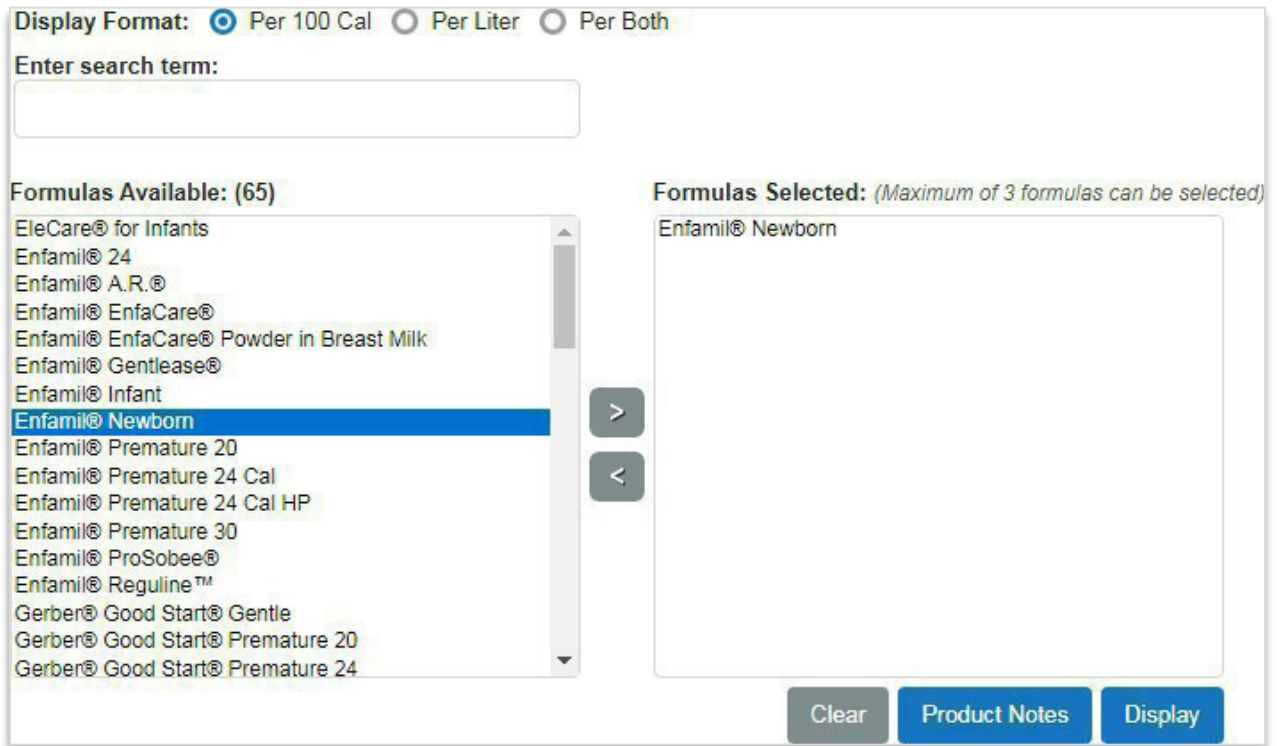 Display Format: Per 100 Cal Per Liter Per Both
Enter search term:
Formulas Available: (65)
EleCare® for Infants
Enfamil® 24
Enfamil® A.R.®
Enfamil® EnfaCare®
Enfamil® EnfaCare® Powder in Breast Milk
Enfamil® Gentlease®
Enfamil® Infant
Enfamil® Newborn
Enfamil® Premature 20
Enfamil® Premature 24 Cal
Enfamil® Premature 24 Cal HP
Enfamil® Premature 30
Enfamil® ProSobee®
Enfamil® Reguline™
Gerber® Good Start® Gentle
Gerber® Good Start® Premature 20
Gerber® Good Start® Premature 24
>
<
Formulas Selected: (Maximum of 3 formulas can be selected)
Enfamil® Newborn
Clear Product Notes Display